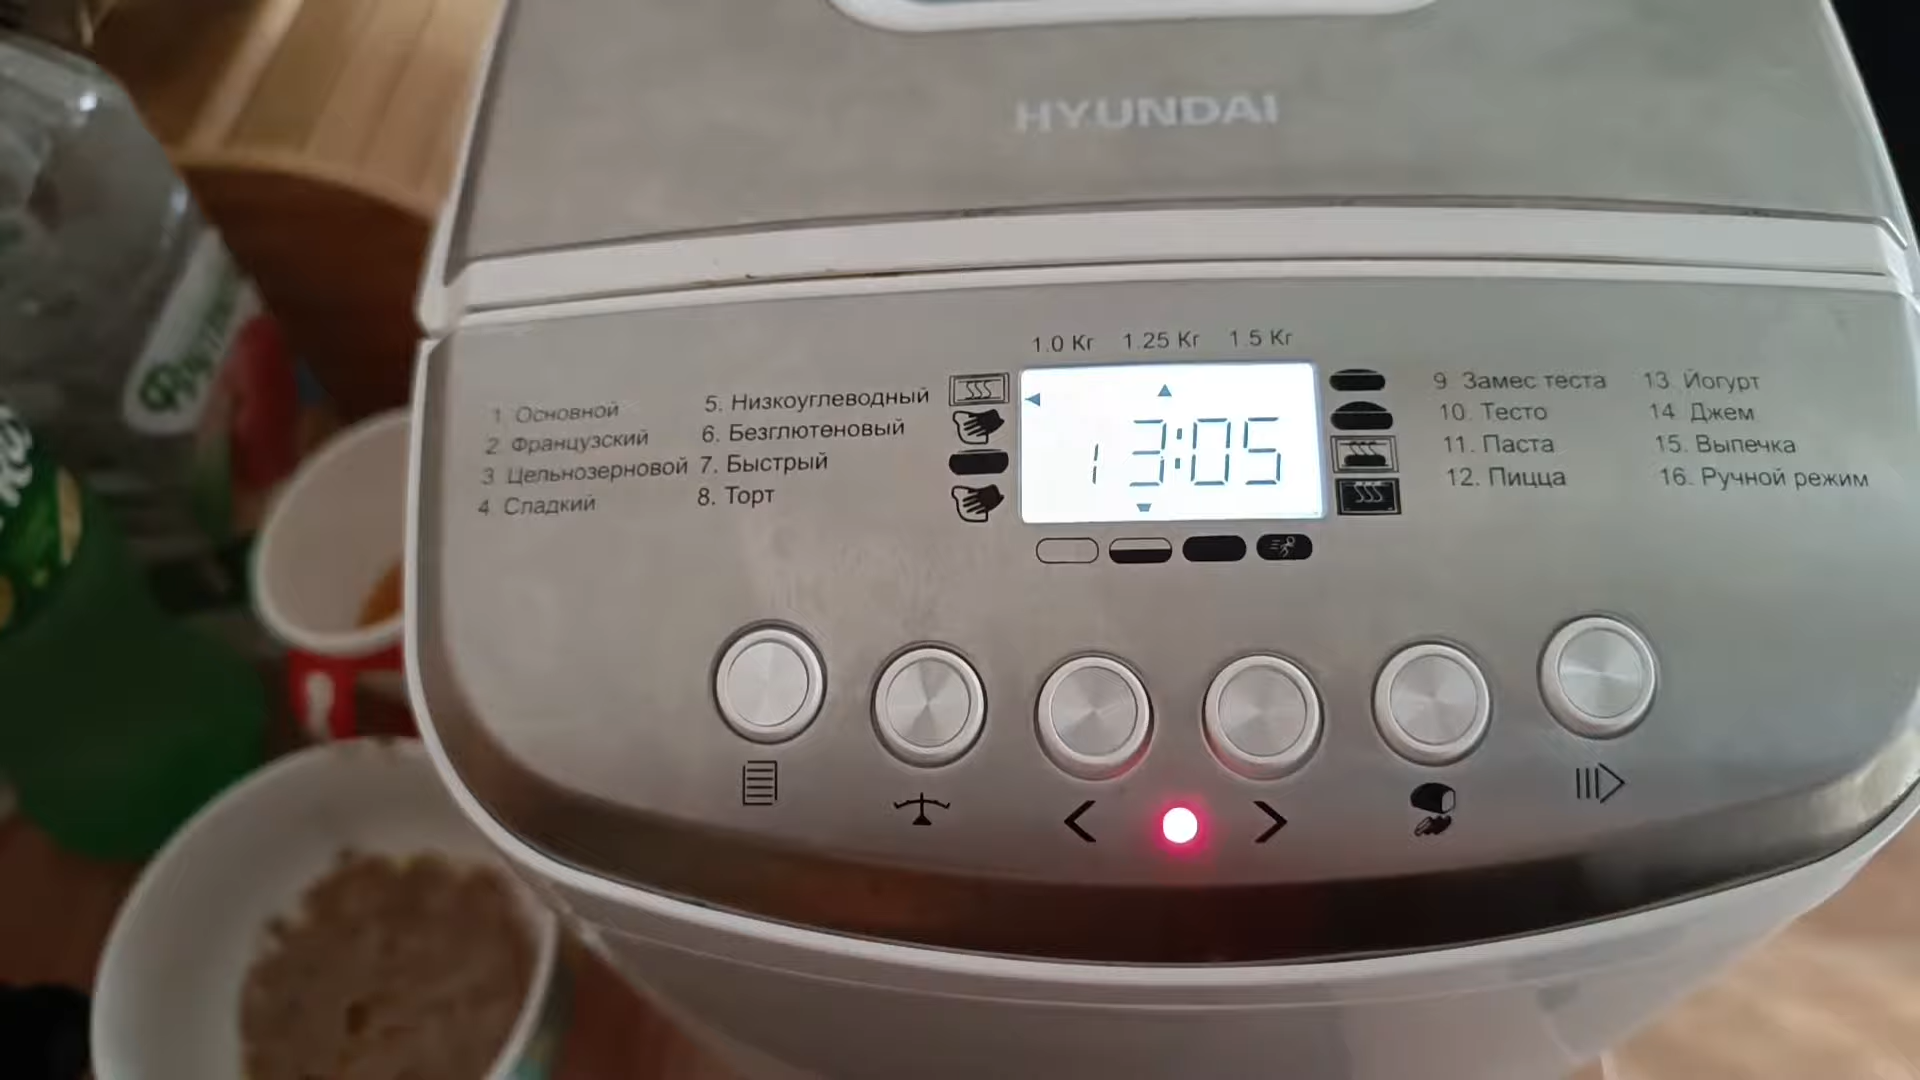 HYUNDAI
1.0 Кг 1.25 Кг 1.5 Кг
1 Основной
2. Французский
3 Цельнозерновой
4 Сладкий
5. Низкоуглеводный
6. Безглютеновый
7. Быстрый
8. Торт
1 3:05
9 Замес теста
10. Тесто
11. Паста
12. Пицца
13 Йогурт
14 Джем
15. Выпечка
16. Ручной режим